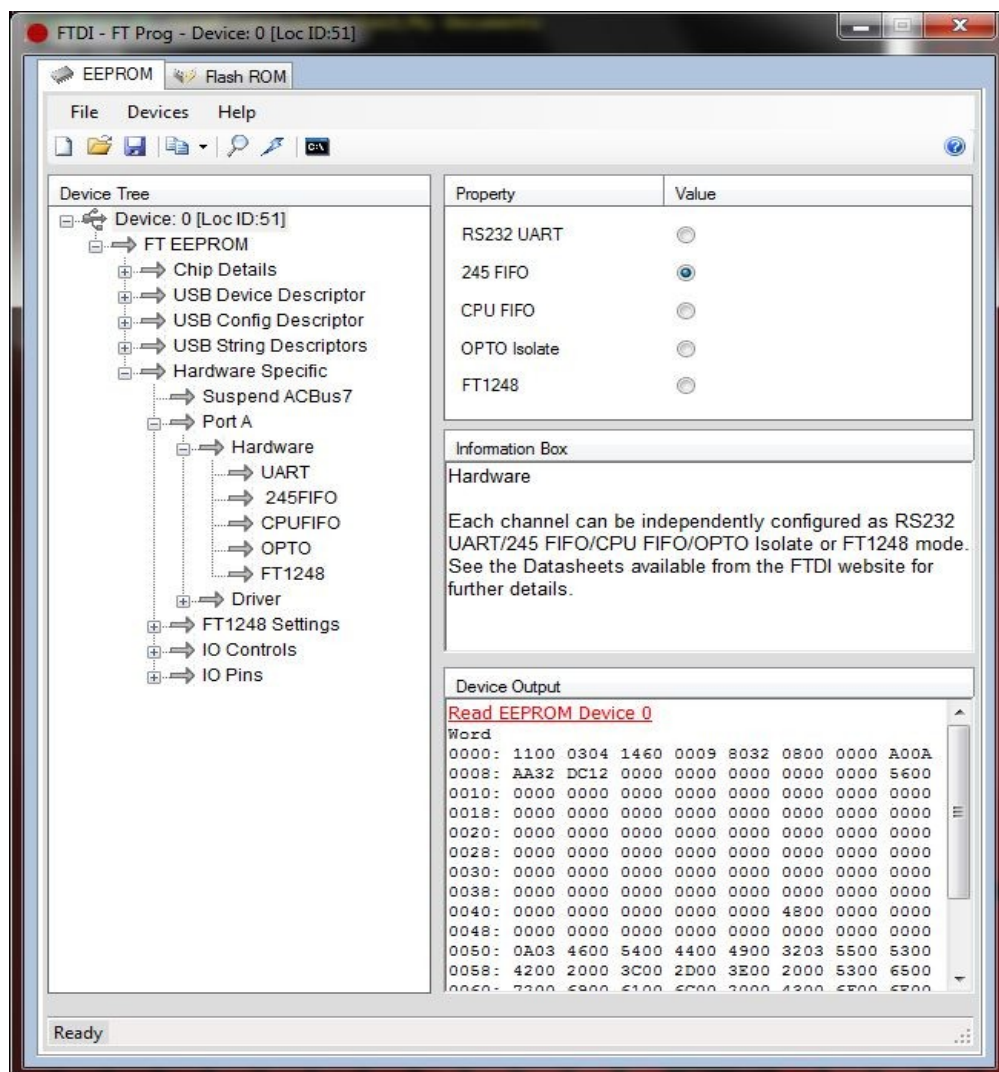 FTDI - FT Prog - Device: 0 [Loc ID:51]
EEPROM
Flash ROM
File Devices Help
C:\
Device Tree
Device: 0 [Loc ID:51]
FT EEPROM
Chip Details
USB Device Descriptor
USB Config Descriptor
USB String Descriptors
Hardware Specific
Suspend ACBus7
Port A
Hardware
UART
245FIFO
CPUFIFO
OPTO
FT1248
Driver
FT1248 Settings
IO Controls
IO Pins
Property Value
RS232 UART
245 FIFO
CPU FIFO
OPTO Isolate
FT1248
Information Box
Hardware
Each channel can be independently configured as RS232
UART/245 FIFO/CPU FIFO/OPTO Isolate or FT1248 mode.
See the Datasheets available from the FTDI website for
further details.
Device Output
Read EEPROM Device 0
Word
0000: 1100 0304 1460 0009 8032 0800 0000 A00A
0008: AA32 DC12 0000 0000 0000 0000 0000 5600
0010: 0000 0000 0000 0000 0000 0000 0000 0000
0018: 0000 0000 0000 0000 0000 0000 0000 0000
0020: 0000 0000 0000 0000 0000 0000 0000 0000
0028: 0000 0000 0000 0000 0000 0000 0000 0000
0030: 0000 0000 0000 0000 0000 0000 0000 0000
0038: 0000 0000 0000 0000 0000 0000 0000 0000
0040: 0000 0000 0000 0000 0000 4800 0000 0000
0048: 0000 0000 0000 0000 0000 0000 0000 0000
0050: 0A03 4600 5400 4400 4900 3203 5500 5300
0058: 4200 2000 3C00 2D00 3E00 2000 5300 6500
Ready